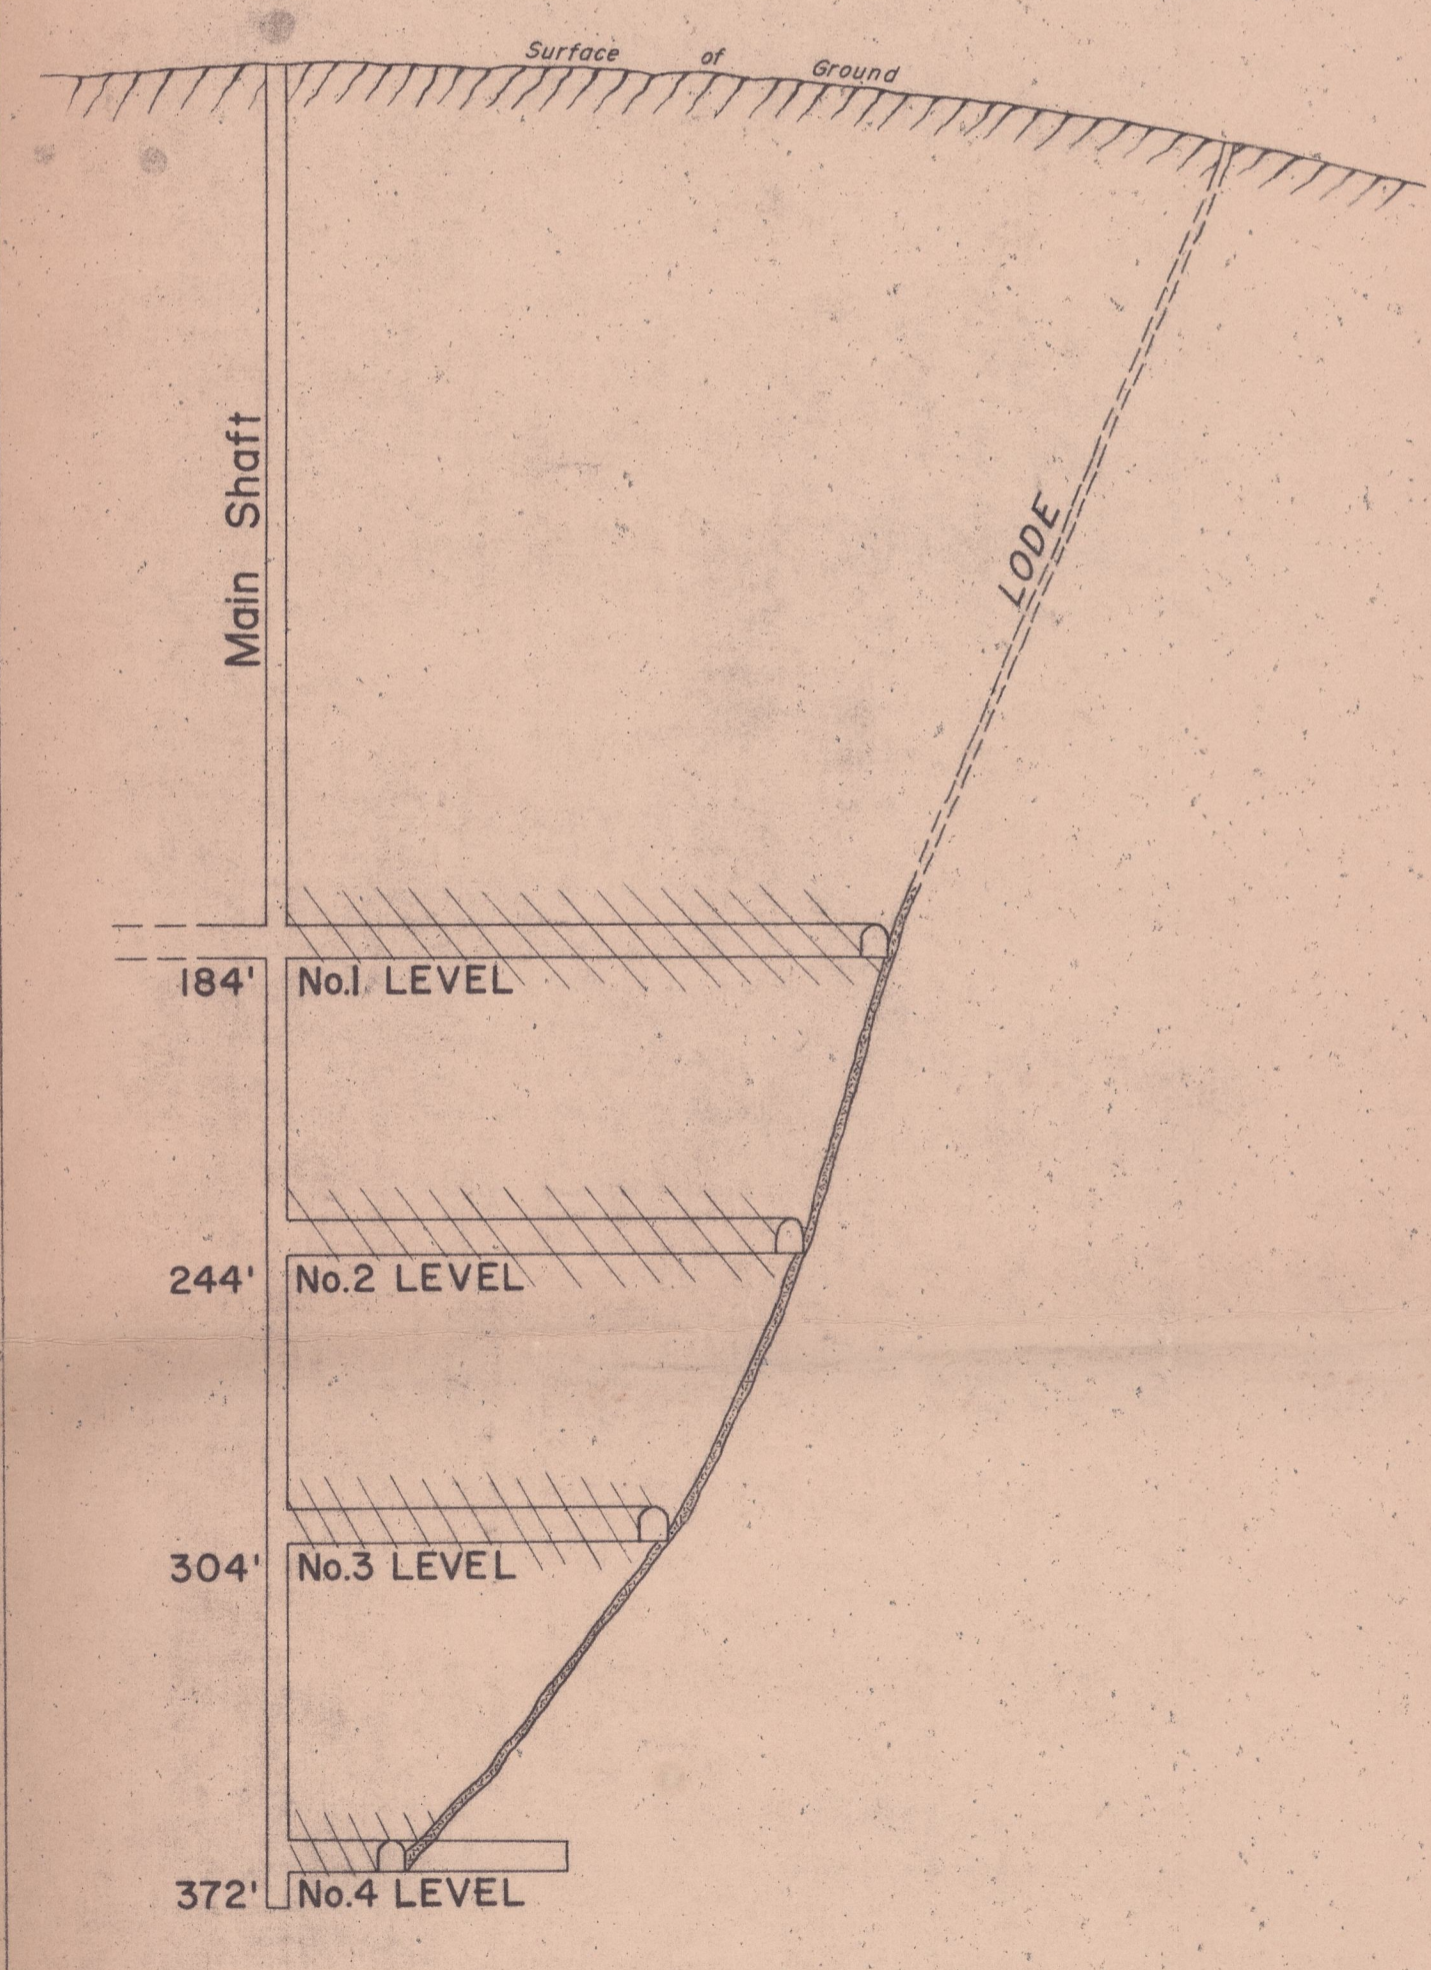 Surface of Ground
Main Shaft
LODE
184' No.1 LEVEL
244' No.2 LEVEL
304' No.3 LEVEL
372' No.4 LEVEL